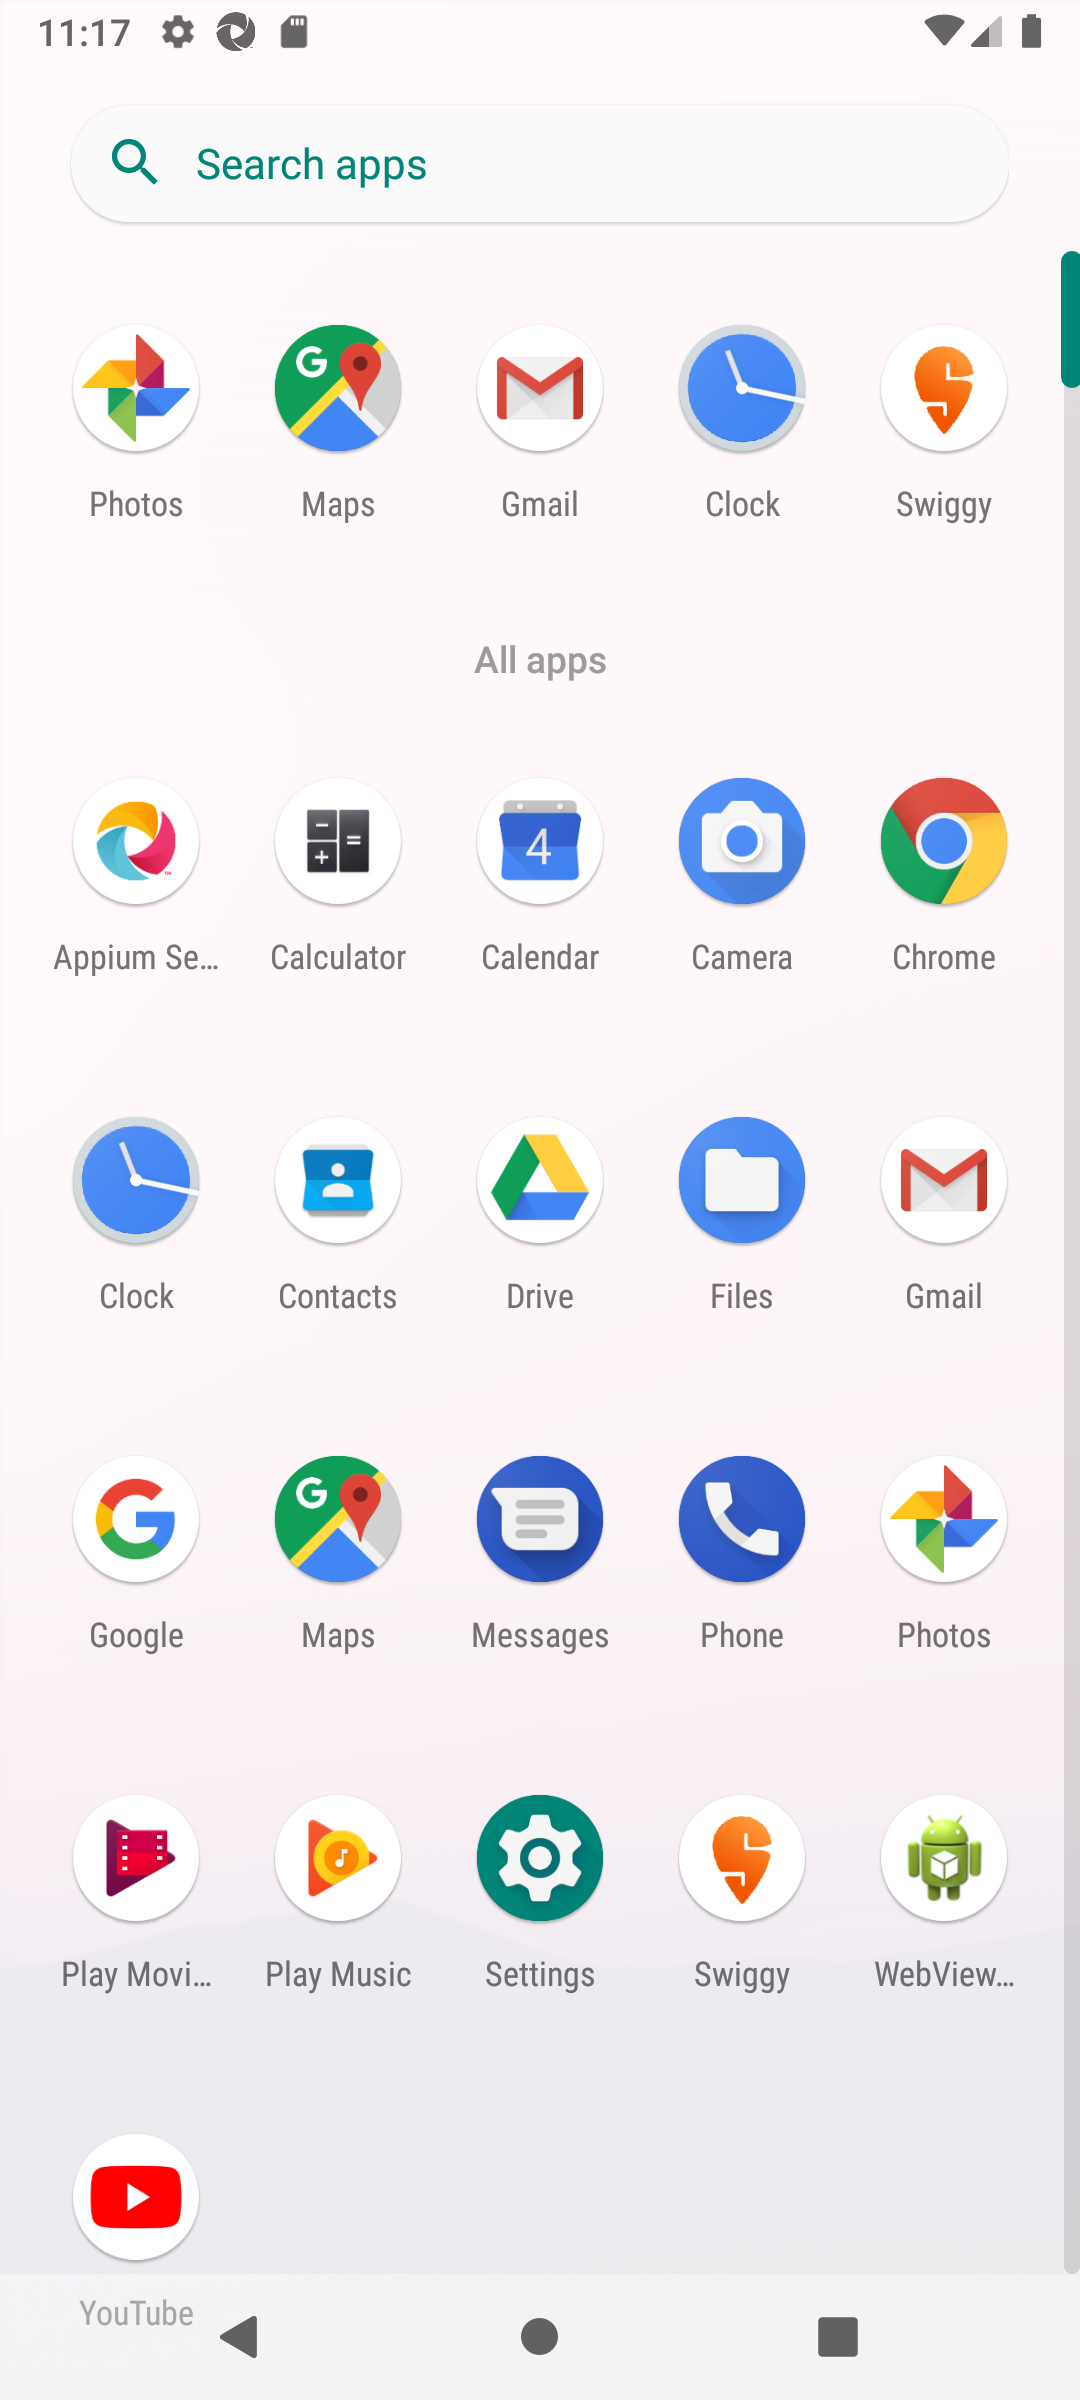 11:17
Search apps
Photos Maps Gmail Clock Swiggy
All apps
Appium Se… Calculator Calendar Camera Chrome
Clock Contacts Drive Files Gmail
Google Maps Messages Phone Photos
Play Movi… Play Music Settings Swiggy WebView…
YouTube